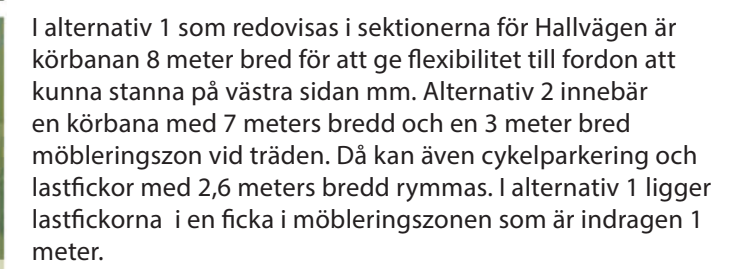 I alternativ 1 som redovisas i sektionerna för Hallvägen är
körbanan 8 meter bred för att ge flexibilitet till fordon att
kunna stanna på västra sidan mm. Alternativ 2 innebär
en körbana med 7 meters bredd och en 3 meter bred
möbleringszon vid träden. Då kan även cykelparkering och
lastfickor med 2,6 meters bredd rymmas. I alternativ 1 ligger
lastfickorna  i en ficka i möbleringszonen som är indragen 1
meter.